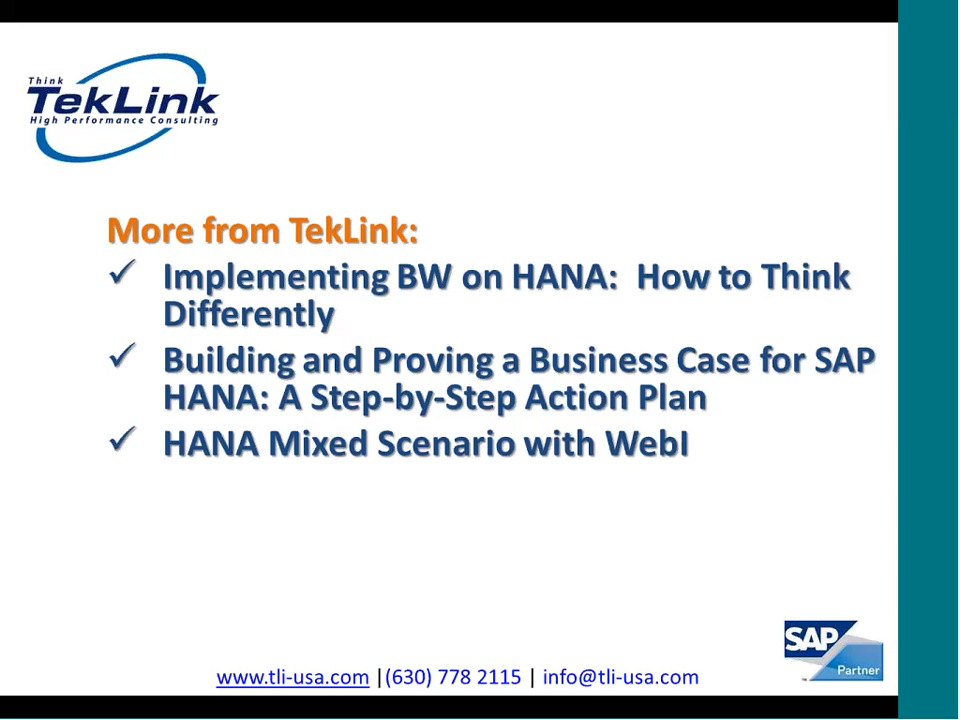 Think
TekLink
High Performance Consulting
More from TekLink:
✓ Implementing BW on HANA: How to Think
Differently
✓ Building and Proving a Business Case for SAP
HANA: A Step-by-Step Action Plan
✓ HANA Mixed Scenario with WebI
SAP
Partner
www.tli-usa.com |(630) 778 2115 | info@tli-usa.com